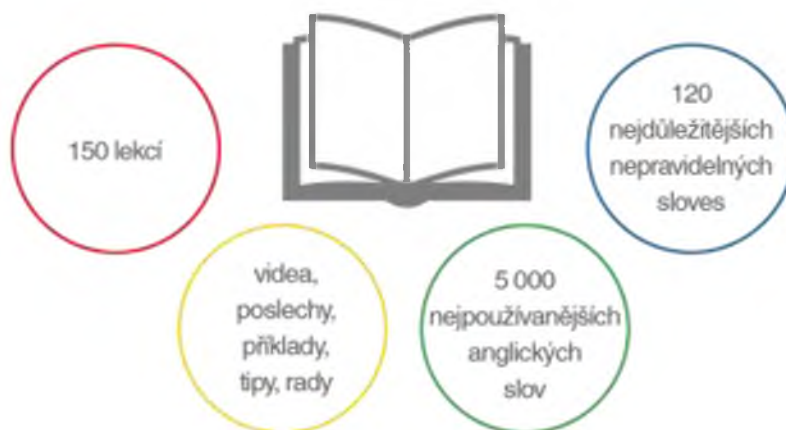 150 lekcí
120
nejdůležitějších
nepravidelných
sloves
videa,
poslechy,
příklady,
tipy, rady
5 000
nejpoužívanějších
anglických
slov